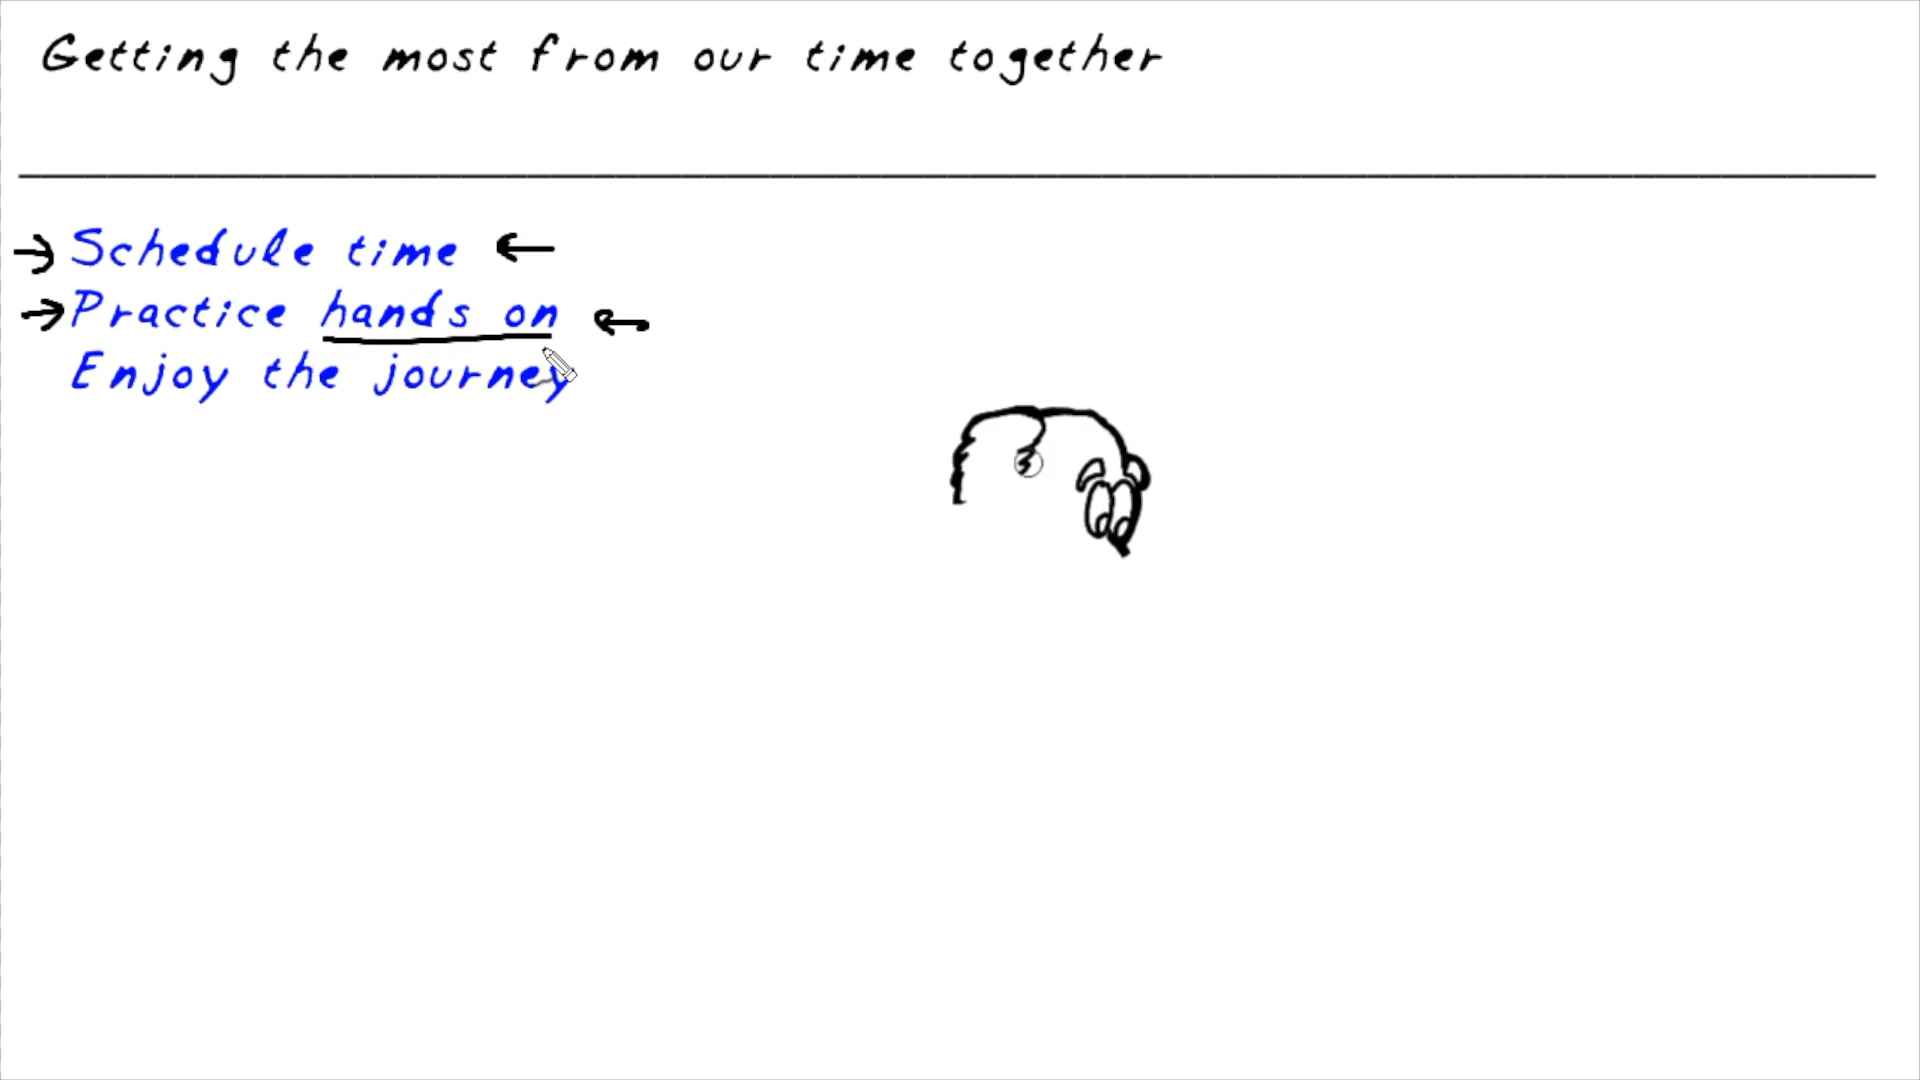 Getting the most from our time together
Schedule time
Practice hands on
Enjoy the journey